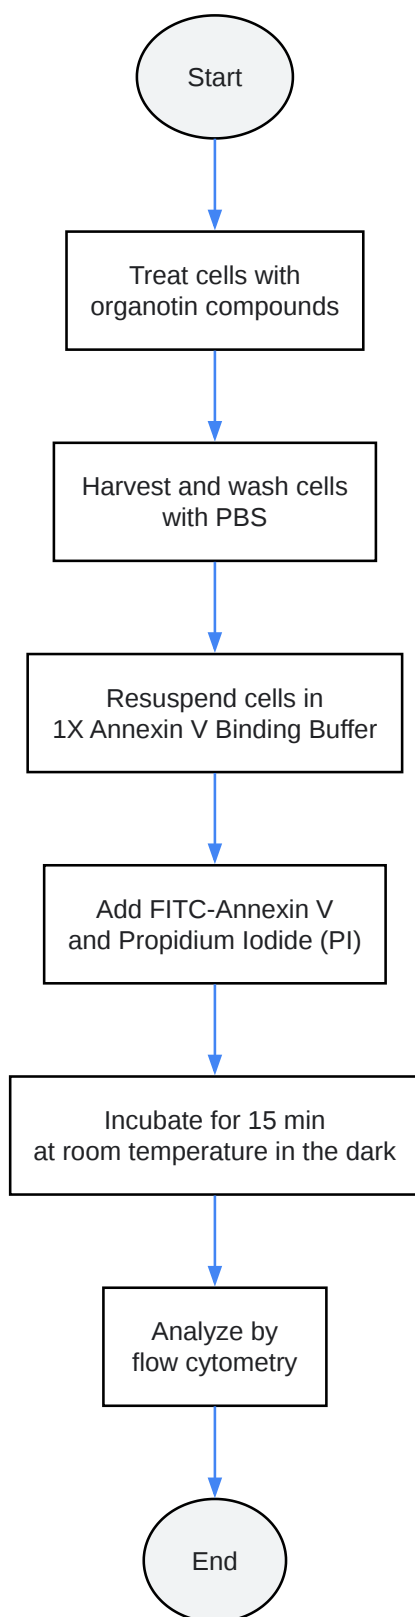 Start
Treat cells with
organotin compounds
Harvest and wash cells
with PBS
Resuspend cells in
1X Annexin V Binding Buffer
Add FITC-Annexin V
and Propidium Iodide (PI)
Incubate for 15 min
at room temperature in the dark
Analyze by
flow cytometry
End